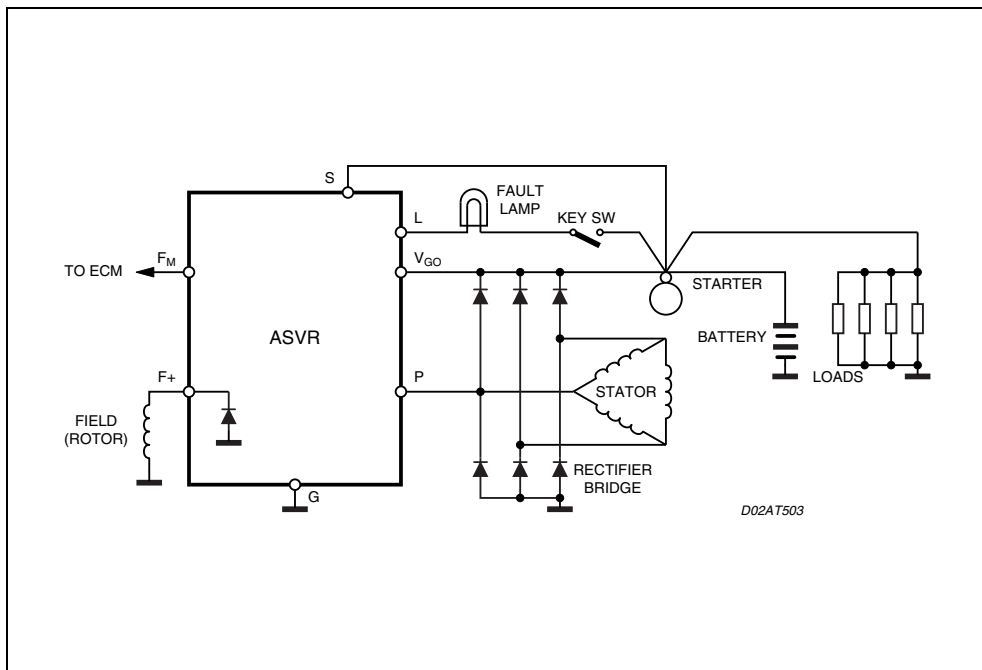 S
L
FAULT
LAMP
KEY SW
FM
TO ECM
VGO
STARTER
ASVR
BATTERY
F+
P
STATOR
LOADS
FIELD
(ROTOR)
RECTIFIER
BRIDGE
G
D02AT503